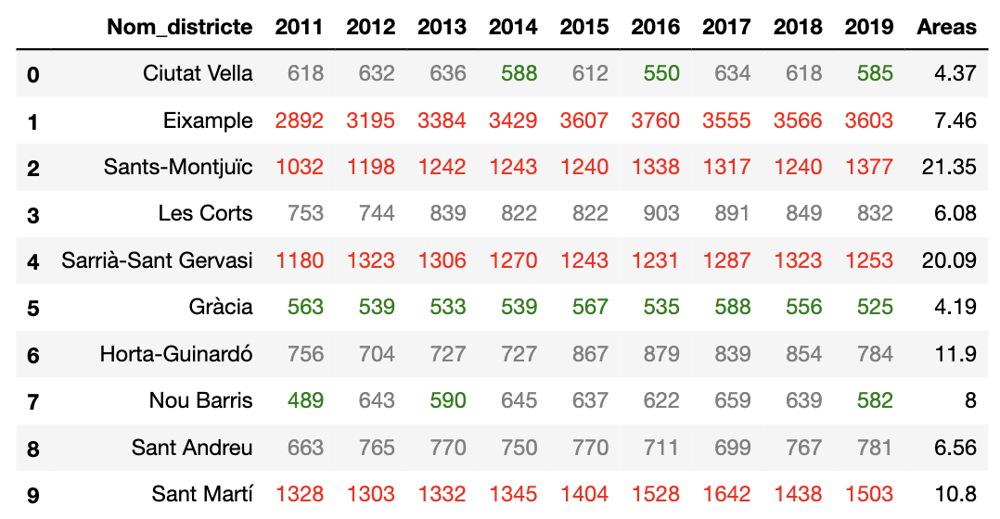 Nom_districte 2011 2012 2013 2014 2015 2016 2017 2018 2019 Areas
0 Ciutat Vella 618 632 636 588 612 550 634 618 585 4.37
1 Eixample 2892 3195 3384 3429 3607 3760 3555 3566 3603 7.46
2 Sants-Montjuïc 1032 1198 1242 1243 1240 1338 1317 1240 1377 21.35
3 Les Corts 753 744 839 822 822 903 891 849 832 6.08
4 Sarrià-Sant Gervasi 1180 1323 1306 1270 1243 1231 1287 1323 1253 20.09
5 Gràcia 563 539 533 539 567 535 588 556 525 4.19
6 Horta-Guinardó 756 704 727 727 867 879 839 854 784 11.9
7 Nou Barris 489 643 590 645 637 622 659 639 582 8
8 Sant Andreu 663 765 770 750 770 711 699 767 781 6.56
9 Sant Martí 1328 1303 1332 1345 1404 1528 1642 1438 1503 10.8